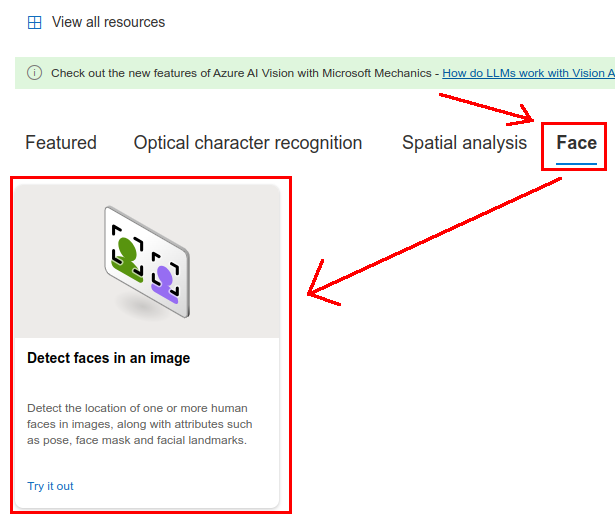 View all resources
Check out the new features of Azure AI Vision with Microsoft Mechanics - How do LLMs work with Vision A
Featured Optical character recognition Spatial analysis Face
Detect faces in an image
Detect the location of one or more human
faces in images, along with attributes such
as pose, face mask and facial landmarks.
Try it out